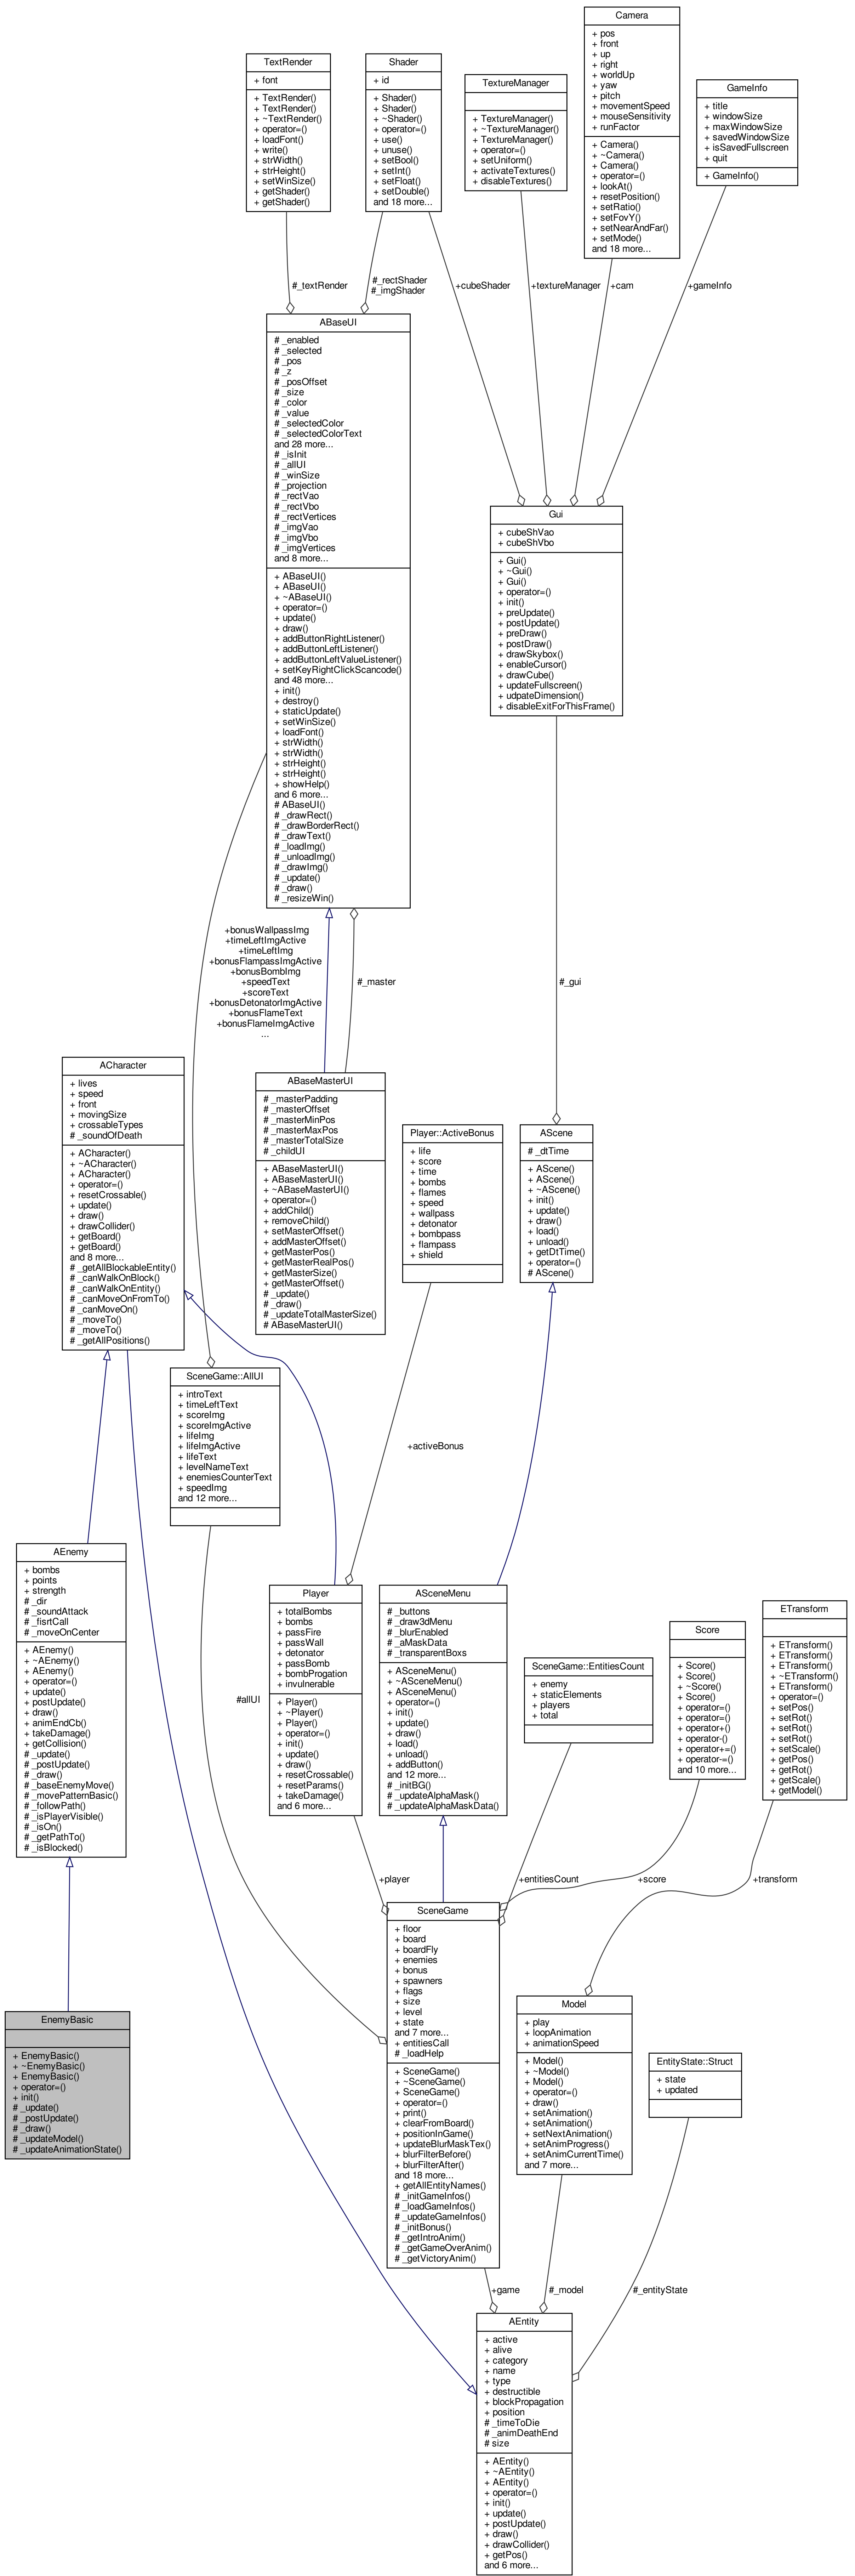 Camera
+ pos
+ front
+ up
+ right
+ worldUp
+ yaw
+ pitch
+ movementSpeed
+ mouseSensitivity
+ runFactor
+ Camera()
+ ~Camera()
+ Camera()
+ operator=()
+ lookAt()
+ resetPosition()
+ setRatio()
+ setFovY()
+ setNearAndFar()
+ setMode()
and 18 more...
TextRender
+ font
+ TextRender()
+ TextRender()
+ ~TextRender()
+ operator=()
+ loadFont()
+ write()
+ strWidth()
+ strHeight()
+ setWinSize()
+ getShader()
+ getShader()
Shader
+ id
+ Shader()
+ Shader()
+ ~Shader()
+ operator=()
+ use()
+ unuse()
+ setBool()
+ setInt()
+ setFloat()
+ setDouble()
and 18 more...
TextureManager
+ TextureManager()
+ ~TextureManager()
+ TextureManager()
+ operator=()
+ setUniform()
+ activateTextures()
+ disableTextures()
GameInfo
+ title
+ windowSize
+ maxWindowSize
+ savedWindowSize
+ isSavedFullscreen
+ quit
+ GameInfo()
#_textRender
#_rectShader
#_imgShader
+cubeShader
+textureManager
+cam
+gameInfo
ABaseUI
# _enabled
# _selected
# _pos
# _z
# _posOffset
# _size
# _color
# _value
# _selectedColor
# _selectedColorText
and 28 more...
# _isInit
# _allUI
# _winSize
# _projection
# _rectVao
# _rectVbo
# _rectVertices
# _imgVao
# _imgVbo
# _imgVertices
and 8 more...
+ ABaseUI()
+ ABaseUI()
+ ~ABaseUI()
+ operator=()
+ update()
+ draw()
+ addButtonRightListener()
+ addButtonLeftListener()
+ addButtonLeftValueListener()
+ setKeyRightClickScancode()
and 48 more...
+ init()
+ destroy()
+ staticUpdate()
+ setWinSize()
+ loadFont()
+ strWidth()
+ strWidth()
+ strHeight()
+ strHeight()
+ showHelp()
and 6 more...
# ABaseUI()
# _drawRect()
# _drawBorderRect()
# _drawText()
# _loadImg()
# _unloadImg()
# _drawImg()
# _update()
# _draw()
# _resizeWin()
Gui
+ cubeShVao
+ cubeShVbo
+ Gui()
+ ~Gui()
+ Gui()
+ operator=()
+ init()
+ preUpdate()
+ postUpdate()
+ preDraw()
+ postDraw()
+ drawSkybox()
+ enableCursor()
+ drawCube()
+ updateFullscreen()
+ udpateDimension()
+ disableExitForThisFrame()
+bonusWallpassImg
+timeLeftImgActive
+timeLeftImg
+bonusFlampassImgActive
+bonusBombImg
+speedText
+scoreText
+bonusDetonatorImgActive
+bonusFlameText
+bonusFlameImgActive
...
#_master
#_gui
ACharacter
+ lives
+ speed
+ front
+ movingSize
+ crossableTypes
# _soundOfDeath
+ ACharacter()
+ ~ACharacter()
+ ACharacter()
+ operator=()
+ resetCrossable()
+ update()
+ draw()
+ drawCollider()
+ getBoard()
+ getBoard()
and 8 more...
# _getAllBlockableEntity()
# _canWalkOnBlock()
# _canWalkOnEntity()
# _canMoveOnFromTo()
# _canMoveOn()
# _moveTo()
# _moveTo()
# _getAllPositions()
ABaseMasterUI
# _masterPadding
# _masterOffset
# _masterMinPos
# _masterMaxPos
# _masterTotalSize
# _childUI
+ ABaseMasterUI()
+ ABaseMasterUI()
+ ~ABaseMasterUI()
+ operator=()
+ addChild()
+ removeChild()
+ setMasterOffset()
+ addMasterOffset()
+ getMasterPos()
+ getMasterRealPos()
+ getMasterSize()
+ getMasterOffset()
# _update()
# _draw()
# _updateTotalMasterSize()
# ABaseMasterUI()
Player::ActiveBonus
+ life
+ score
+ time
+ bombs
+ flames
+ speed
+ wallpass
+ detonator
+ bombpass
+ flampass
+ shield
AScene
# _dtTime
+ AScene()
+ AScene()
+ ~AScene()
+ init()
+ update()
+ draw()
+ load()
+ unload()
+ getDtTime()
+ operator=()
# AScene()
SceneGame::AllUI
+ introText
+ timeLeftText
+ scoreImg
+ scoreImgActive
+ lifeImg
+ lifeImgActive
+ lifeText
+ levelNameText
+ enemiesCounterText
+ speedImg
and 12 more...
+activeBonus
AEnemy
+ bombs
+ points
+ strength
# _dir
# _soundAttack
# _fisrtCall
# _moveOnCenter
+ AEnemy()
+ ~AEnemy()
+ AEnemy()
+ operator=()
+ update()
+ postUpdate()
+ draw()
+ animEndCb()
+ takeDamage()
+ getCollision()
# _update()
# _postUpdate()
# _draw()
# _baseEnemyMove()
# _movePatternBasic()
# _followPath()
# _isPlayerVisible()
# _isOn()
# _getPathTo()
# _isBlocked()
#allUI
Player
+ totalBombs
+ bombs
+ passFire
+ passWall
+ detonator
+ passBomb
+ bombProgation
+ invulnerable
+ Player()
+ ~Player()
+ Player()
+ operator=()
+ init()
+ update()
+ draw()
+ resetCrossable()
+ resetParams()
+ takeDamage()
and 6 more...
ASceneMenu
# _buttons
# _draw3dMenu
# _blurEnabled
# _aMaskData
# _transparentBoxs
+ ASceneMenu()
+ ~ASceneMenu()
+ ASceneMenu()
+ operator=()
+ init()
+ update()
+ draw()
+ load()
+ unload()
+ addButton()
and 12 more...
# _initBG()
# _updateAlphaMask()
# _updateAlphaMaskData()
SceneGame::EntitiesCount
+ enemy
+ staticElements
+ players
+ total
Score
+ Score()
+ Score()
+ ~Score()
+ Score()
+ operator=()
+ operator=()
+ operator+()
+ operator-()
+ operator+=()
+ operator-=()
and 10 more...
ETransform
+ ETransform()
+ ETransform()
+ ETransform()
+ ~ETransform()
+ ETransform()
+ operator=()
+ setPos()
+ setRot()
+ setRot()
+ setRot()
+ setScale()
+ getPos()
+ getRot()
+ getScale()
+ getModel()
+player
+entitiesCount
+score
+transform
SceneGame
+ floor
+ board
+ boardFly
+ enemies
+ bonus
+ spawners
+ flags
+ size
+ level
+ state
and 7 more...
+ entitiesCall
# _loadHelp
+ SceneGame()
+ ~SceneGame()
+ SceneGame()
+ operator=()
+ print()
+ clearFromBoard()
+ positionInGame()
+ updateBlurMaskTex()
+ blurFilterBefore()
+ blurFilterAfter()
and 18 more...
+ getAllEntityNames()
# _initGameInfos()
# _loadGameInfos()
# _updateGameInfos()
# _initBonus()
# _getIntroAnim()
# _getGameOverAnim()
# _getVictoryAnim()
EnemyBasic
+ EnemyBasic()
+ ~EnemyBasic()
+ EnemyBasic()
+ operator=()
+ init()
# _update()
# _postUpdate()
# _draw()
# _updateModel()
# _updateAnimationState()
Model
+ play
+ loopAnimation
+ animationSpeed
+ Model()
+ ~Model()
+ Model()
+ operator=()
+ draw()
+ setAnimation()
+ setAnimation()
+ setNextAnimation()
+ setAnimProgress()
+ setAnimCurrentTime()
and 7 more...
EntityState::Struct
+ state
+ updated
+game
#_model
#_entityState
AEntity
+ active
+ alive
+ category
+ name
+ type
+ destructible
+ blockPropagation
+ position
# _timeToDie
# _animDeathEnd
# size
+ AEntity()
+ ~AEntity()
+ AEntity()
+ operator=()
+ init()
+ update()
+ postUpdate()
+ draw()
+ drawCollider()
+ getPos()
and 6 more...